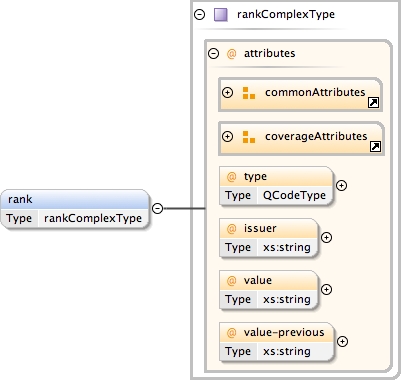 rankComplexType
@ attributes
commonAttributes
coverageAttributes
@ type
Type QCodeType
rank
Type rankComplexType
@ issuer
Type xs:string
@ value
Type xs:string
@ value-previous
Type xs:string